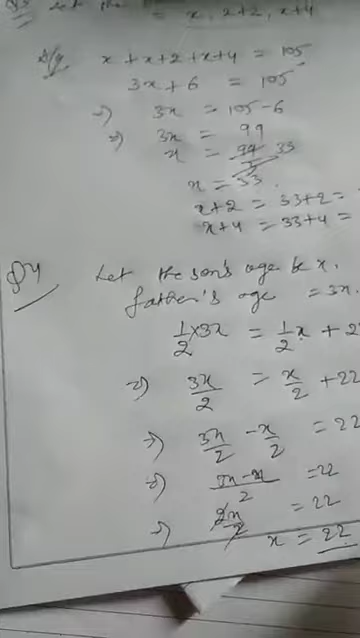 Let the
= x, x+2, x+4
A/q x + x+2 + x+4 = 105
3x + 6 = 105
⇒ 3x = 105 - 6
⇒ 3x = 99
x = 99/3 33
x = 33.
x+2 = 33+2 =
x+4 = 33+4 =
Q4 Let the son's age be x.
father's age = 3x.
1/2 × 3x = 1/2 x + 2
⇒ 3x/2 = x/2 + 22
⇒ 3x/2 - x/2 = 22
⇒ 3x-x/2 = 22
⇒ 2x/2 = 22
x = 22